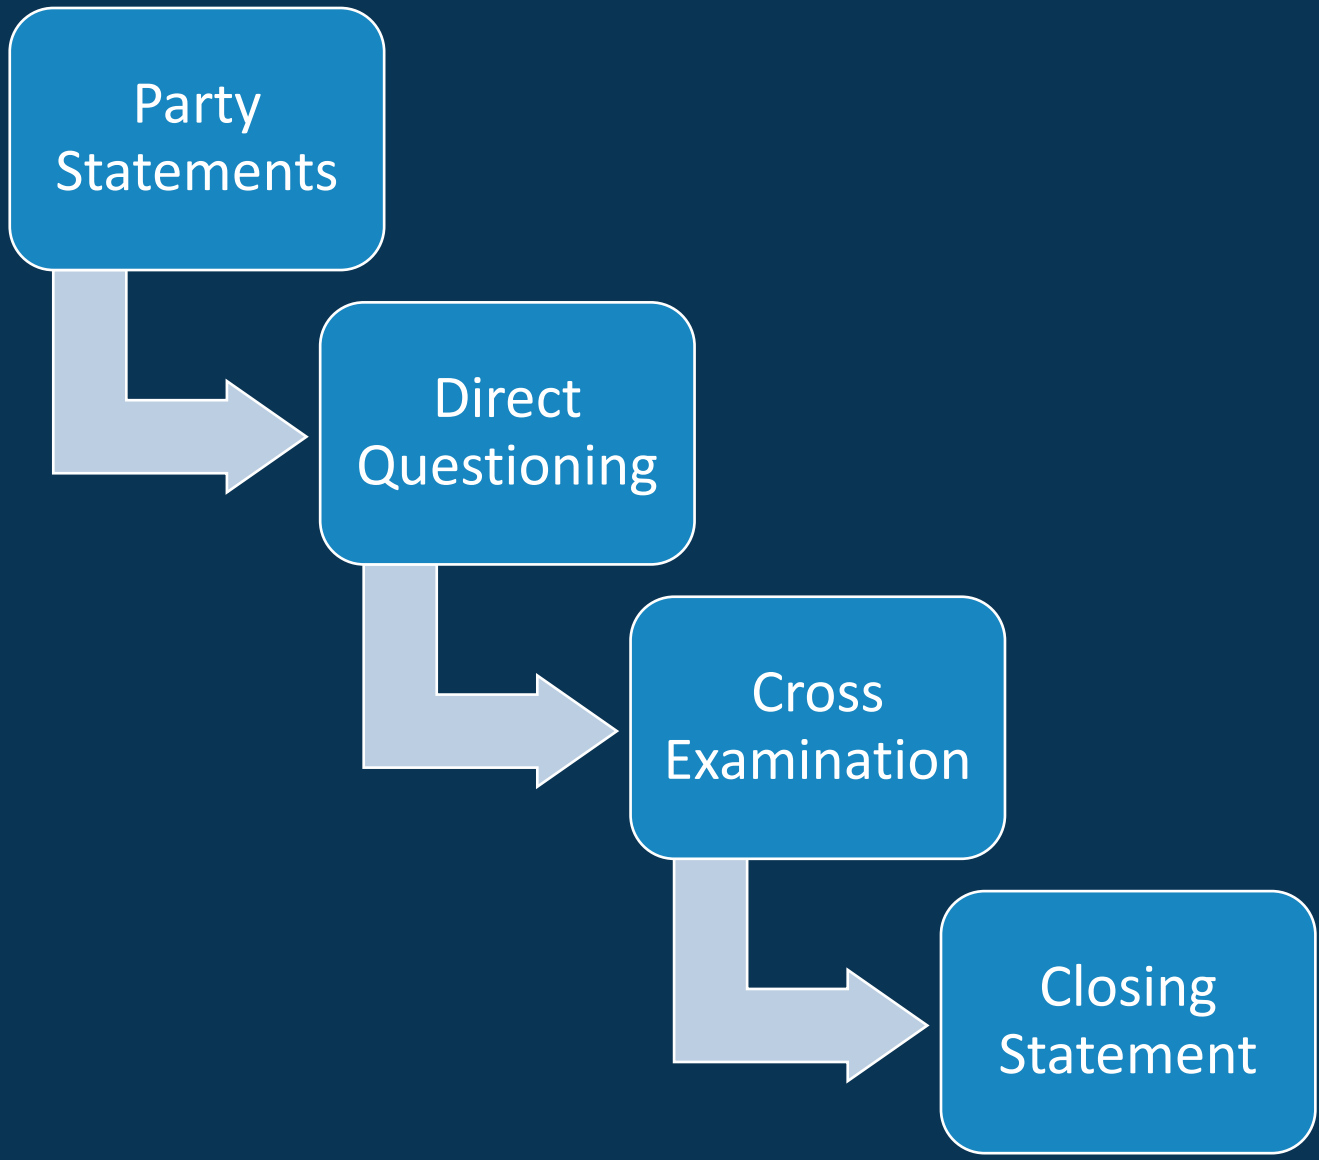 Party
Statements
Direct
Questioning
Cross
Examination
Closing
Statement